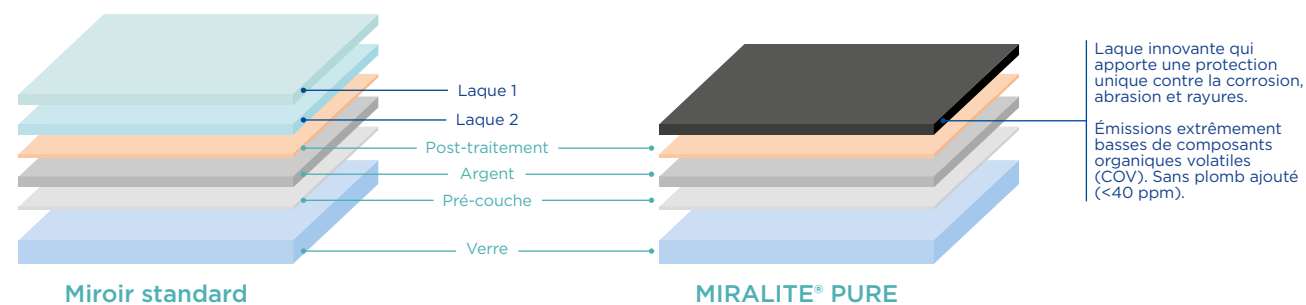 Laque 1
Laque 2
Post-traitement
Argent
Pré-couche
Verre
Miroir standard
MIRALITE® PURE
Laque innovante qui
apporte une protection
unique contre la corrosion,
abrasion et rayures.
Émissions extrêmement
basses de composants
organiques volatiles
(COV). Sans plomb ajouté
(<40 ppm).